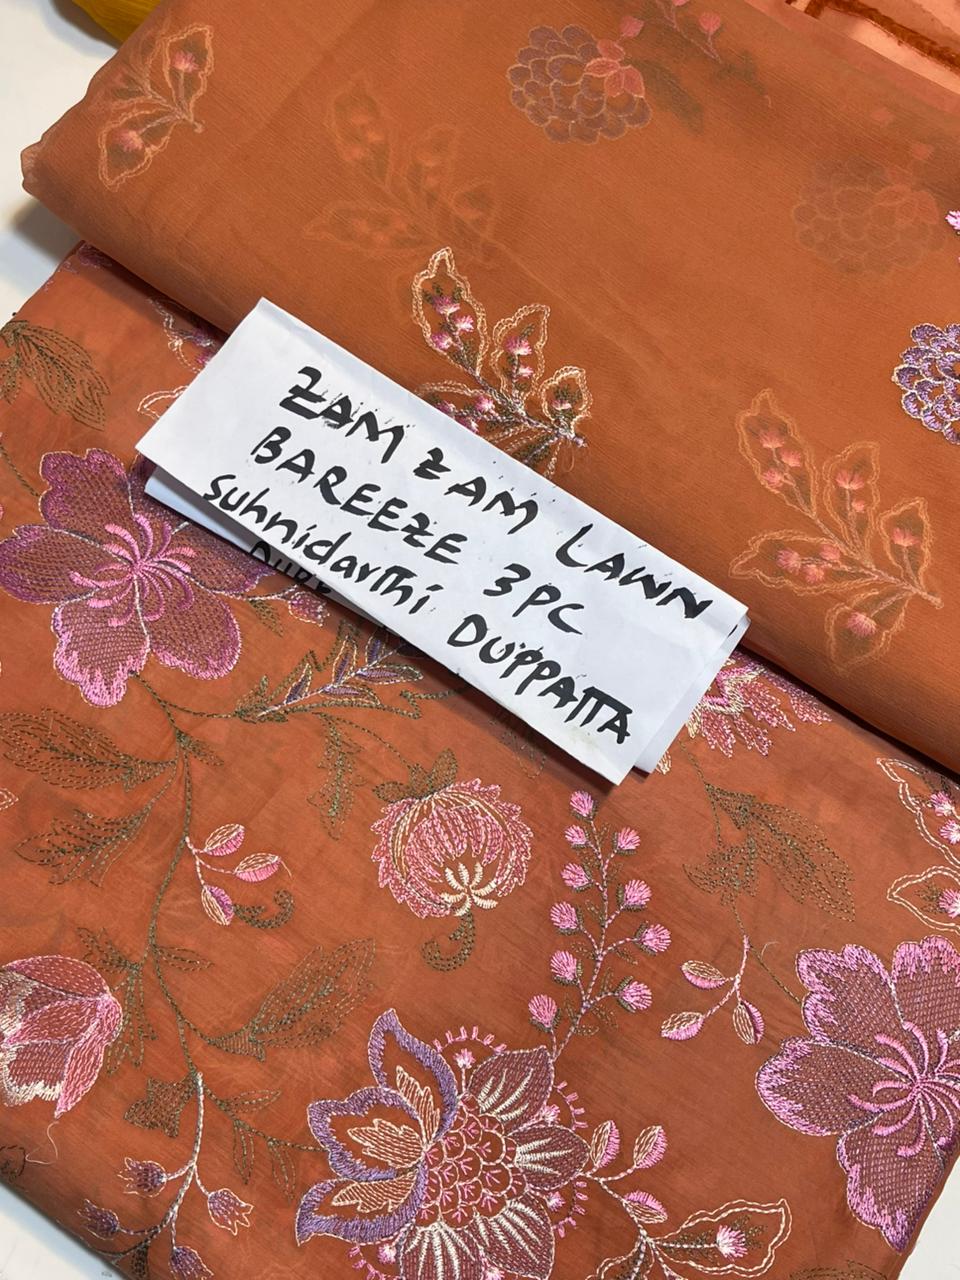 ZAM ZAM LAWN
BAREEZE 3PC
SuhnidarThi DUPPATTA